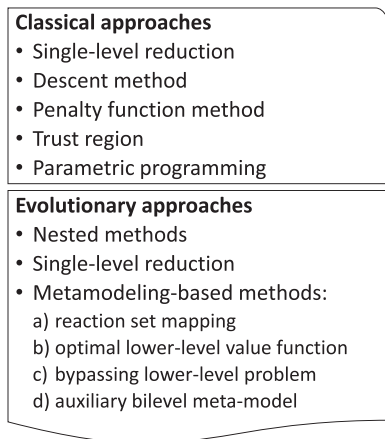 Classical approaches
• Single-level reduction
• Descent method
• Penalty function method
• Trust region
• Parametric programming
Evolutionary approaches
• Nested methods
• Single-level reduction
• Metamodeling-based methods:
a) reaction set mapping
b) optimal lower-level value function
c) bypassing lower-level problem
d) auxiliary bilevel meta-model